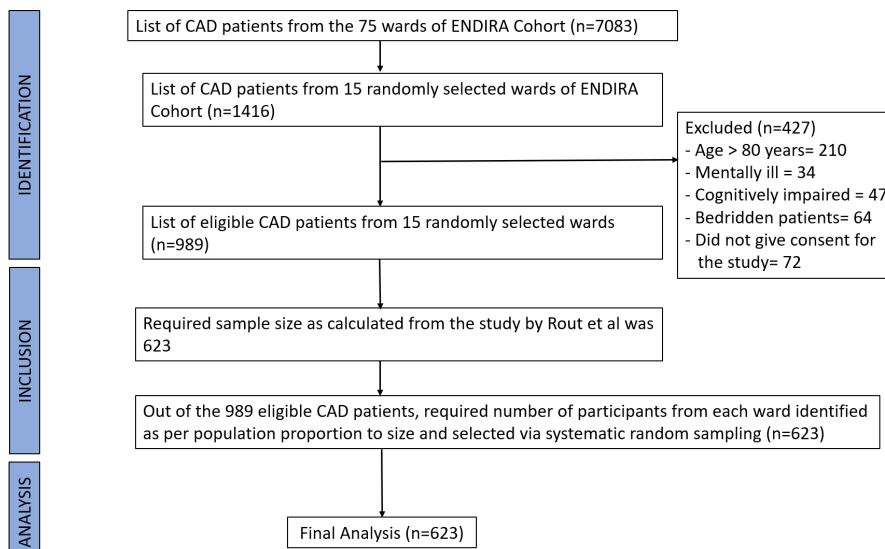 List of CAD patients from the 75 wards of ENDIRA Cohort (n=7083)
List of CAD patients from 15 randomly selected wards of ENDIRA
Cohort (n=1416)
Excluded (n=427)
- Age > 80 years= 210
- Mentally ill = 34
- Cognitively impaired = 47
- Bedridden patients= 64
- Did not give consent for
the study= 72
IDENTIFICATION
List of eligible CAD patients from 15 randomly selected wards
(n=989)
Required sample size as calculated from the study by Rout et al was
623
INCLUSION
Out of the 989 eligible CAD patients, required number of participants from each ward identified
as per population proportion to size and selected via systematic random sampling (n=623)
ANALYSIS
Final Analysis (n=623)